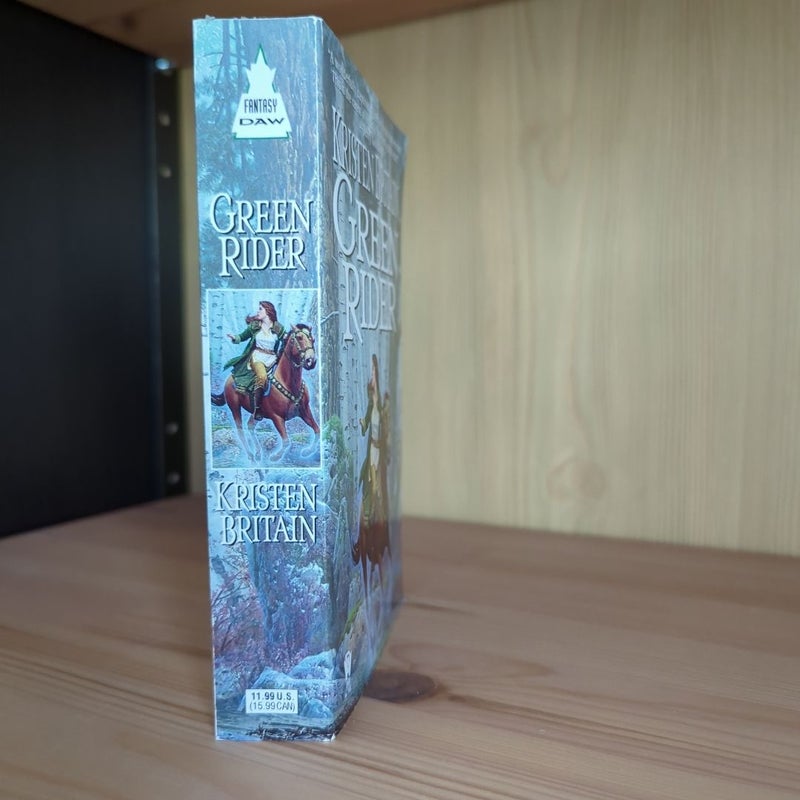 FANTASY
DAW
GREEN
RIDER
KRISTEN
BRITAIN
11.99 U.S.
(15.99 CAN)
KRISTEN
GREEN
RIDER